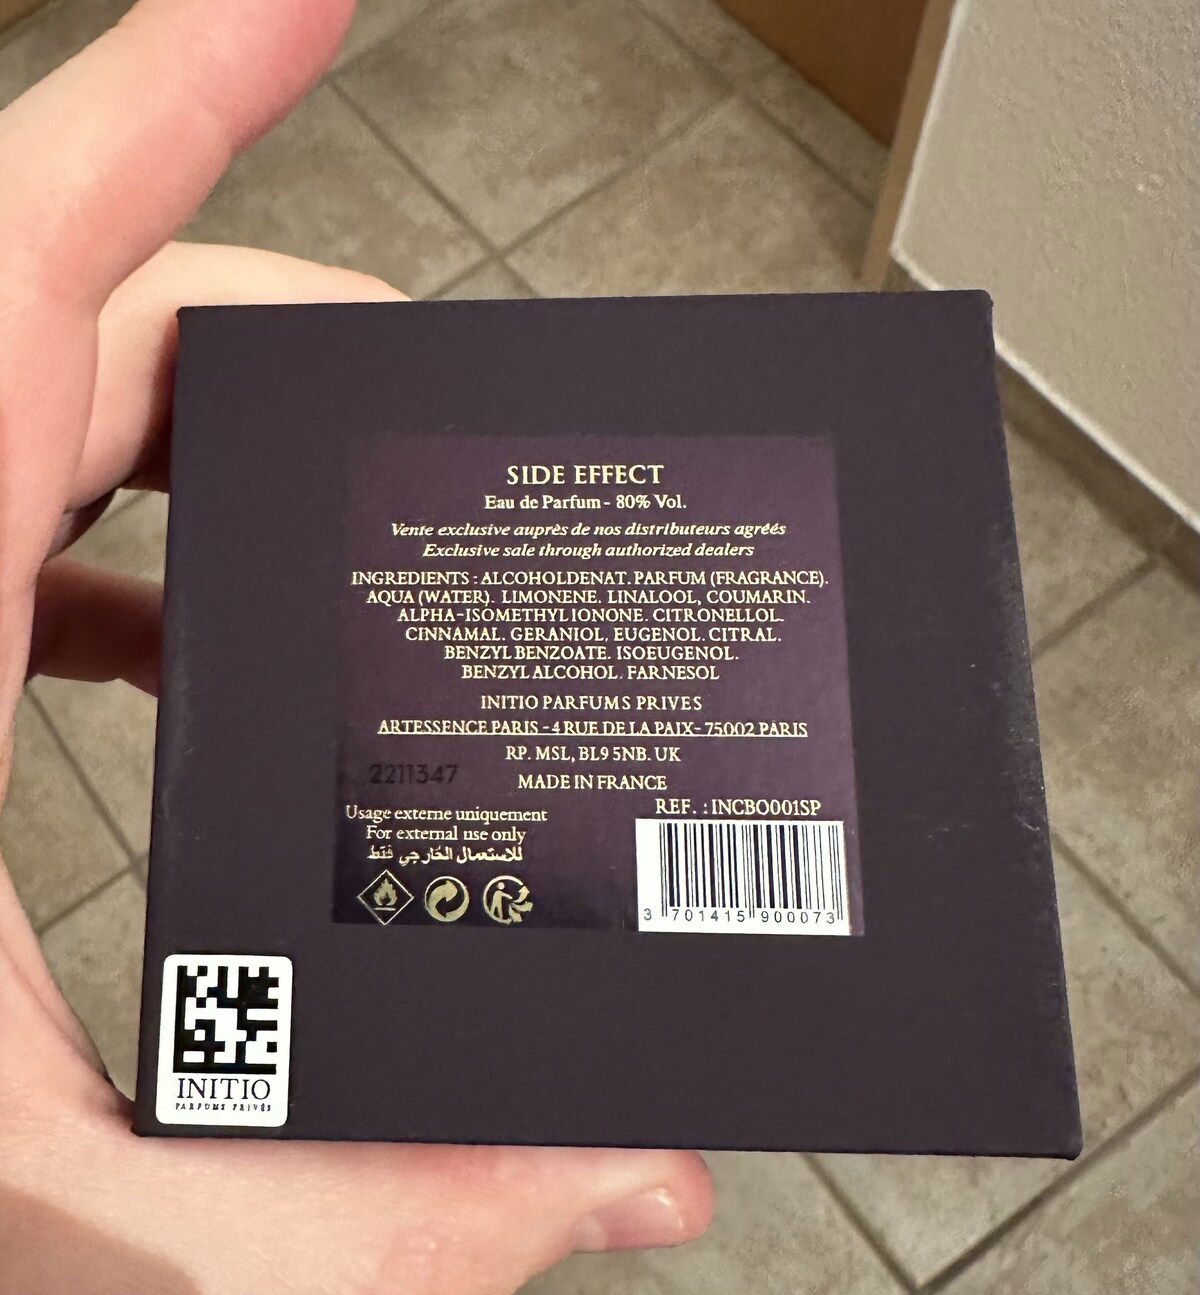 SIDE EFFECT
Eau de Parfum - 80% Vol.
Vente exclusive auprès de nos distributeurs agréés
Exclusive sale through authorized dealers
INGREDIENTS : ALCOHOL DENAT. PARFUM (FRAGRANCE).
AQUA (WATER). LIMONENE. LINALOOL, COUMARIN.
ALPHA-ISOMETHYL IONONE. CITRONELLOL.
CINNAMAL. GERANIOL. EUGENOL. CITRAL.
BENZYL BENZOATE. ISOEUGENOL.
BENZYL ALCOHOL. FARNESOL
INITIO PARFUMS PRIVES
ARTESSENCE PARIS - 4 RUE DE LA PAIX - 75002 PARIS
RP. MSL, BL9 5NB. UK
2211347
MADE IN FRANCE
REF. : INCBO001SP
Usage externe uniquement
For external use only
للاستعمال الخارجي فقط
3 701415 900073
INITIO
PARFUMS PRIVÉS